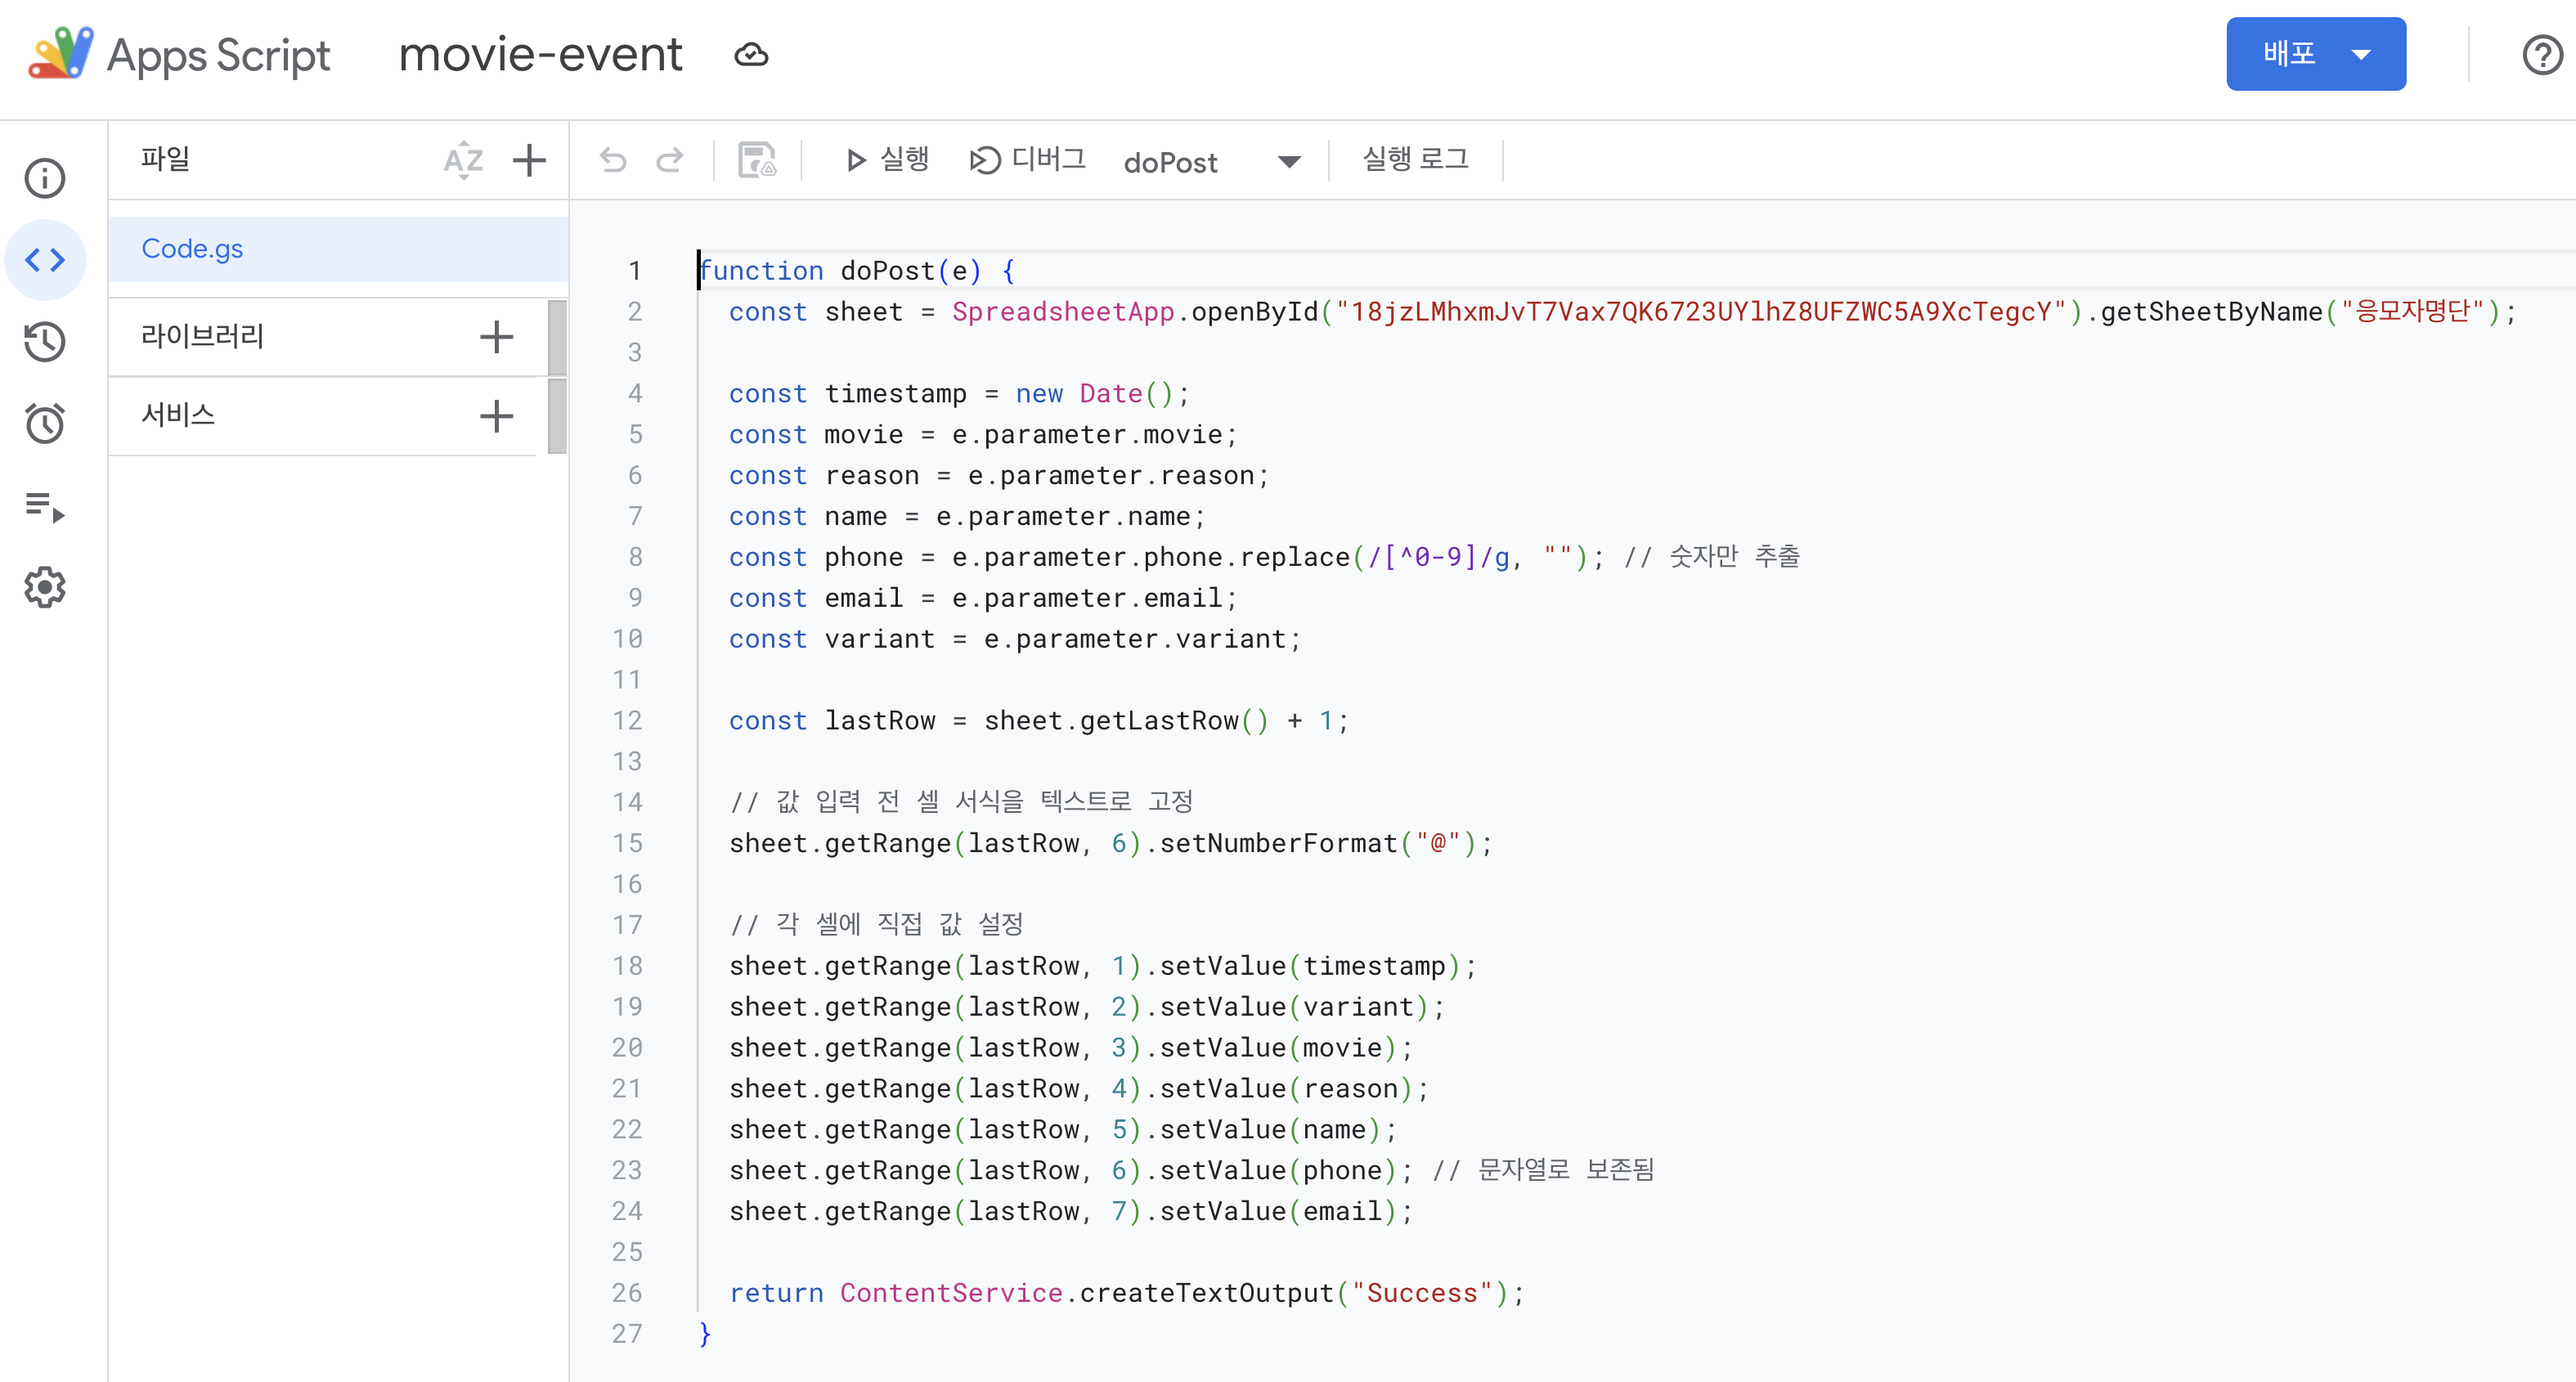 Apps Script movie-event 배포
파일 AZ
실행 디버그 doPost 실행 로그
Code.gs
라이브러리
서비스
1 function doPost(e) {
2 const sheet = SpreadsheetApp.openById("18jzLMhxmJvT7Vax7QK6723UYlhZ8UFZWC5A9XcTegcY").getSheetByName("응모자명단");
3
4 const timestamp = new Date();
5 const movie = e.parameter.movie;
6 const reason = e.parameter.reason;
7 const name = e.parameter.name;
8 const phone = e.parameter.phone.replace(/[^0-9]/g, ""); // 숫자만 추출
9 const email = e.parameter.email;
10 const variant = e.parameter.variant;
11
12 const lastRow = sheet.getLastRow() + 1;
13
14 // 값 입력 전 셀 서식을 텍스트로 고정
15 sheet.getRange(lastRow, 6).setNumberFormat("@");
16
17 // 각 셀에 직접 값 설정
18 sheet.getRange(lastRow, 1).setValue(timestamp);
19 sheet.getRange(lastRow, 2).setValue(variant);
20 sheet.getRange(lastRow, 3).setValue(movie);
21 sheet.getRange(lastRow, 4).setValue(reason);
22 sheet.getRange(lastRow, 5).setValue(name);
23 sheet.getRange(lastRow, 6).setValue(phone); // 문자열로 보존됨
24 sheet.getRange(lastRow, 7).setValue(email);
25
26 return ContentService.createTextOutput("Success");
27 }